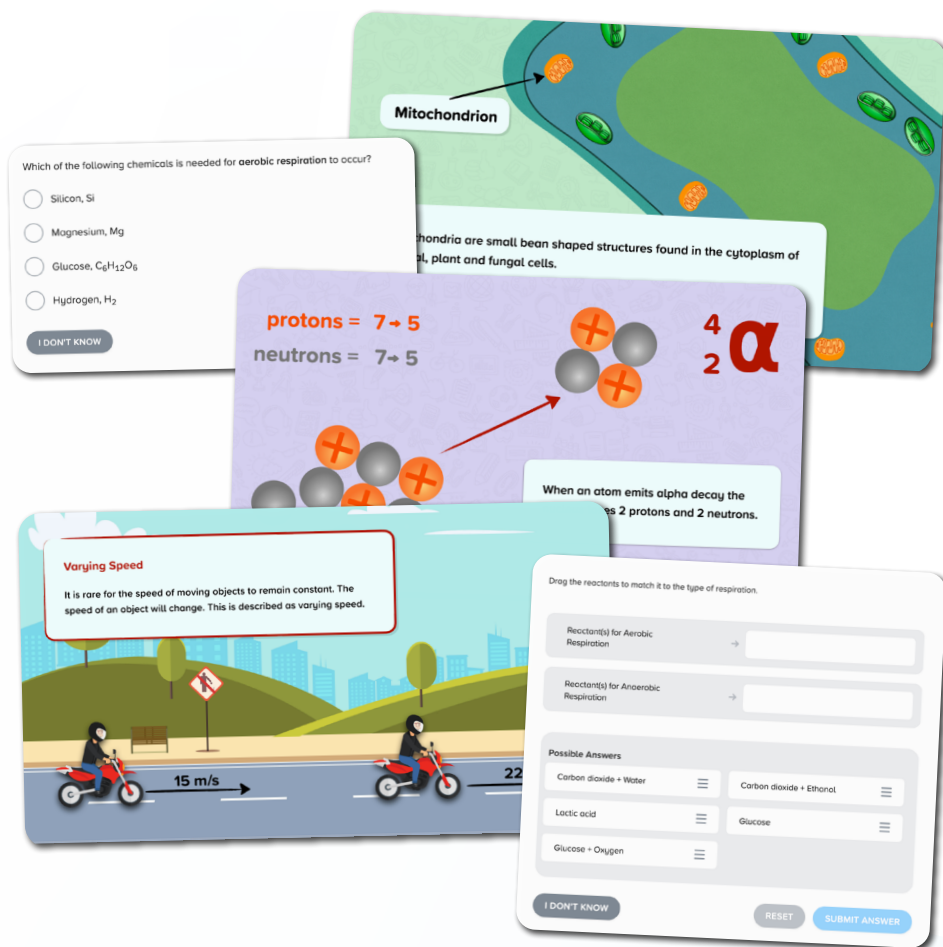 Mitochondrion
chondria are small bean shaped structures found in the cytoplasm of
al, plant and fungal cells.
Which of the following chemicals is needed for aerobic respiration to occur?
Silicon, Si
Magnesium, Mg
Glucose, C₆H₁₂O₆
Hydrogen, H₂
I DON'T KNOW
protons = 7→5
neutrons = 7→5
4
2 α
When an atom emits alpha decay the
es 2 protons and 2 neutrons.
Varying Speed
It is rare for the speed of moving objects to remain constant. The
speed of an object will change. This is described as varying speed.
15 m/s
22
Drag the reactants to match it to the type of respiration.
Reactant(s) for Aerobic
Respiration
Reactant(s) for Anaerobic
Respiration
Possible Answers
Carbon dioxide + Water
Carbon dioxide + Ethanol
Lactic acid
Glucose
Glucose + Oxygen
I DON'T KNOW
RESET
SUBMIT ANSWER